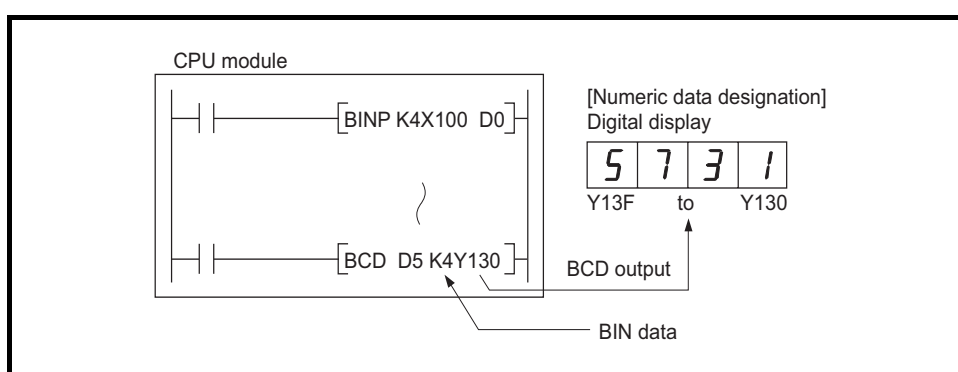 CPU module
BINP K4X100 D0
[Numeric data designation]
Digital display
5 7 3 1
Y13F to Y130
BCD D5 K4Y130
BCD output
BIN data